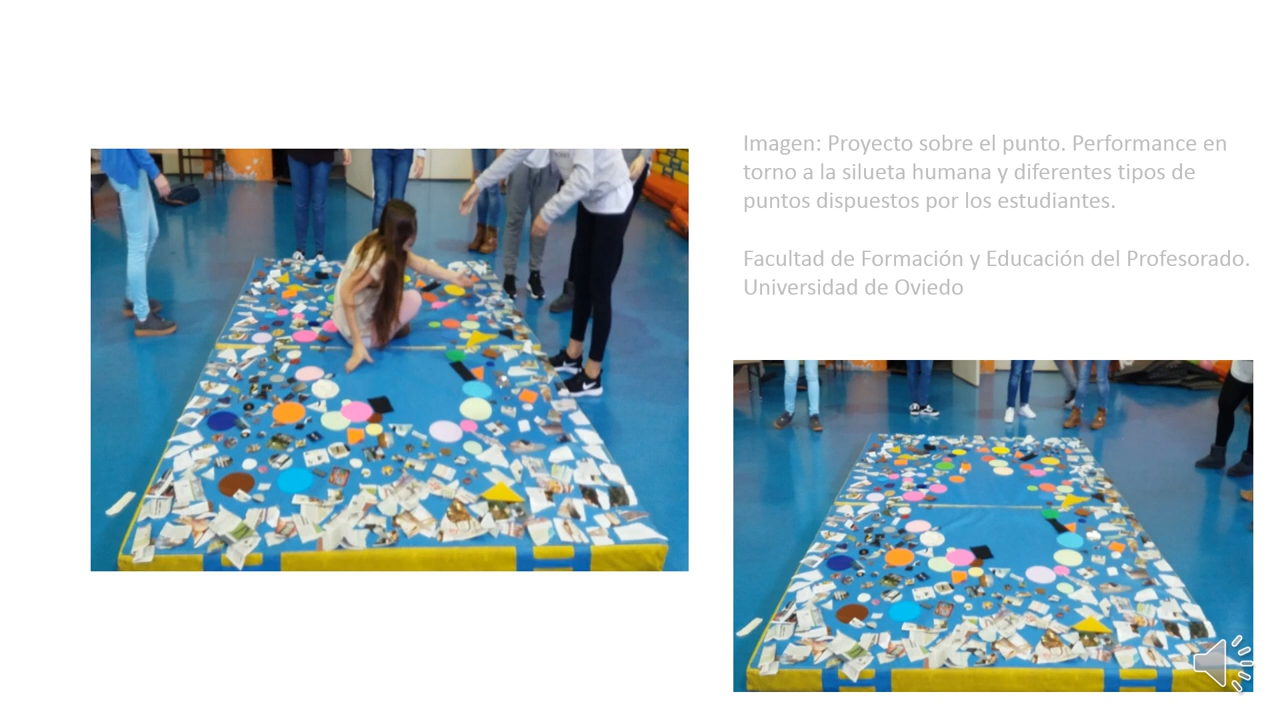 Imagen: Proyecto sobre el punto. Performance en
torno a la silueta humana y diferentes tipos de
puntos dispuestos por los estudiantes.
Facultad de Formación y Educación del Profesorado.
Universidad de Oviedo